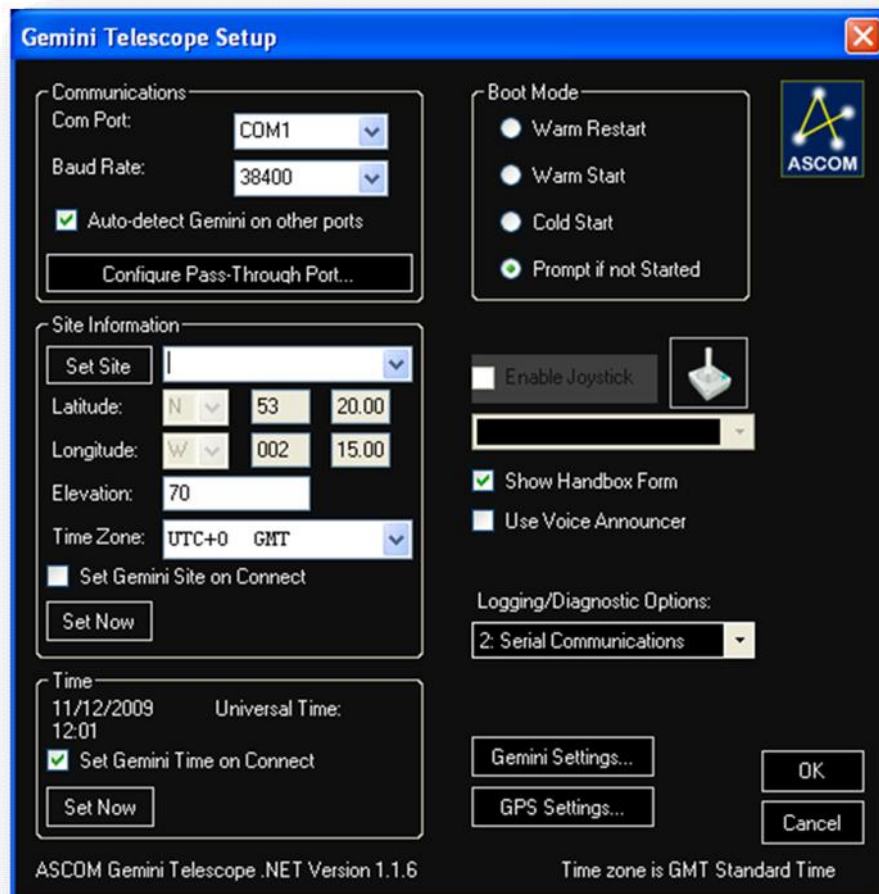 Gemini Telescope Setup
Communications
Com Port: COM1
Baud Rate: 38400
Auto-detect Gemini on other ports
Configure Pass-Through Port...
Boot Mode
Warm Restart
Warm Start
Cold Start
Prompt if not Started
ASCOM
Site Information
Set Site
Latitude: N 53 20.00
Longitude: W 002 15.00
Elevation: 70
Time Zone: UTC+0 GMT
Set Gemini Site on Connect
Set Now
Enable Joystick
Show Handbox Form
Use Voice Announcer
Logging/Diagnostic Options:
2: Serial Communications
Time
11/12/2009 Universal Time:
12:01
Set Gemini Time on Connect
Set Now
Gemini Settings...
GPS Settings...
OK
Cancel
ASCOM Gemini Telescope .NET Version 1.1.6
Time zone is GMT Standard Time